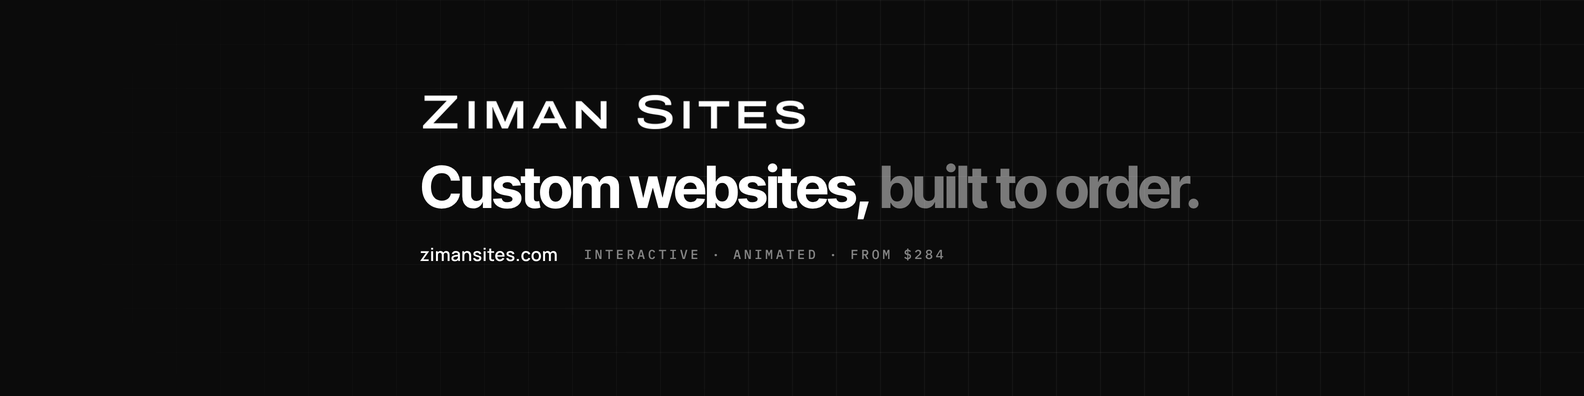 ZIMAN SITES
Custom websites, built to order.
zimansites.com INTERACTIVE · ANIMATED · FROM $284